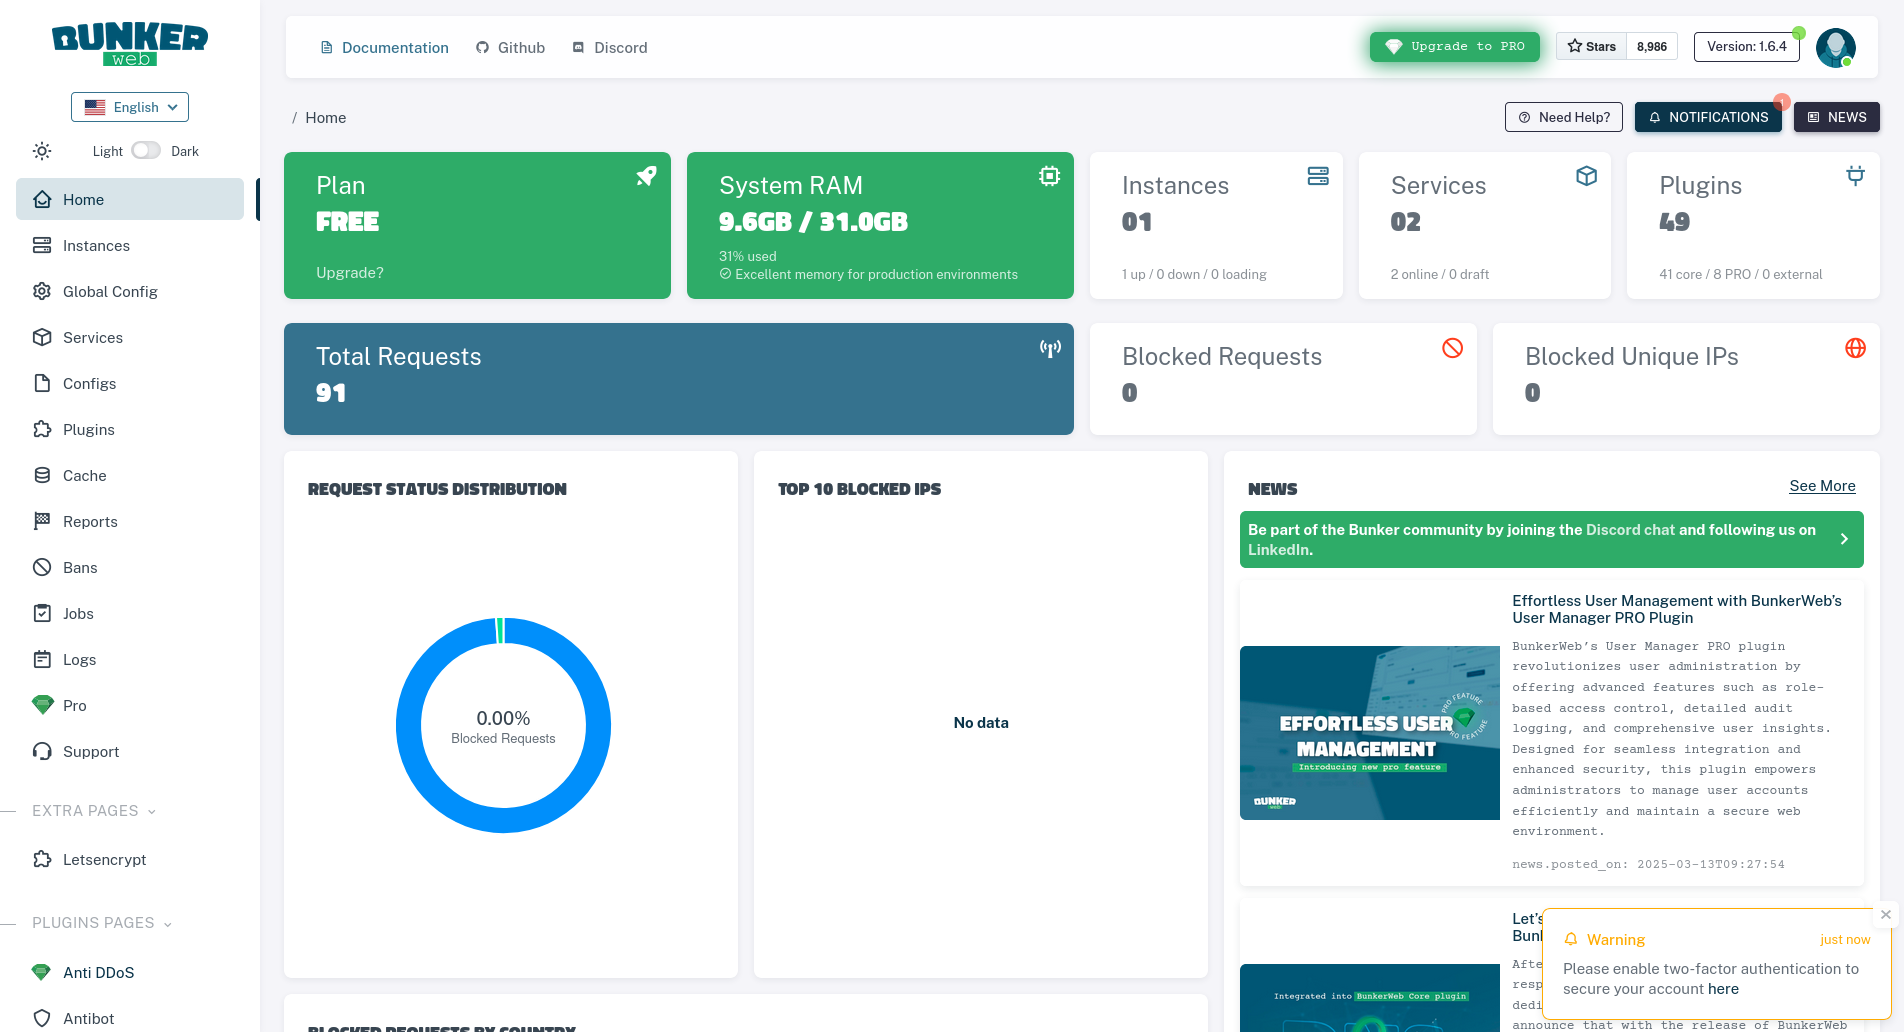 BUNKER
web
English
Light
Dark
Home
Instances
Global Config
Services
Configs
Plugins
Cache
Reports
Bans
Jobs
Logs
Pro
Support
EXTRA PAGES
Letsencrypt
PLUGINS PAGES
Anti DDoS
Antibot
Documentation
Github
Discord
Upgrade to PRO
Stars
8,986
Version: 1.6.4
/ Home
Need Help?
NOTIFICATIONS
NEWS
Plan
FREE
Upgrade?
System RAM
9.6GB / 31.0GB
31% used
Excellent memory for production environments
Instances
01
1 up / 0 down / 0 loading
Services
02
2 online / 0 draft
Plugins
49
41 core / 8 PRO / 0 external
Total Requests
91
Blocked Requests
0
Blocked Unique IPs
0
REQUEST STATUS DISTRIBUTION
0.00%
Blocked Requests
TOP 10 BLOCKED IPS
No data
BLOCKED REQUESTS BY COUNTRY
NEWS
See More
Be part of the Bunker community by joining the Discord chat and following us on
LinkedIn.
PRO FEATURE
PRO FEATURE
EFFORTLESS USER
MANAGEMENT
Introducing new pro feature
BUNKER
Effortless User Management with BunkerWeb’s
User Manager PRO Plugin
BunkerWeb’s User Manager PRO plugin
revolutionizes user administration by
offering advanced features such as role-
based access control, detailed audit
logging, and comprehensive user insights.
Designed for seamless integration and
enhanced security, this plugin empowers
administrators to manage user accounts
efficiently and maintain a secure web
environment.
news.posted_on: 2025-03-13T09:27:54
Integrated into BunkerWeb Core plugin
Let’s
Bunk
Afte
resp
dedi
announce that with the release of BunkerWeb
Warning
just now
Please enable two-factor authentication to
secure your account here